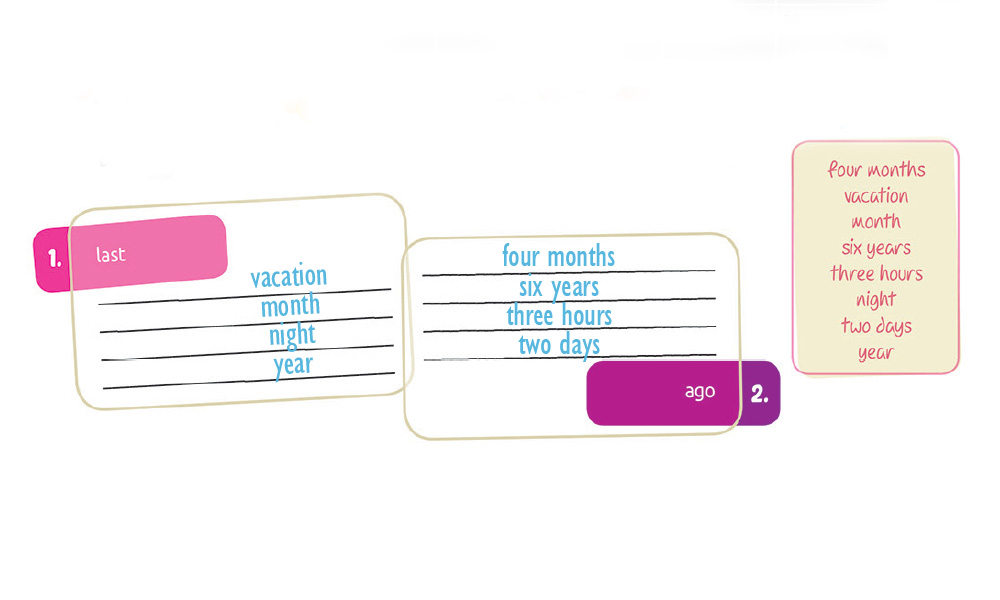 1. last
vacation
month
night
year
four months
six years
three hours
two days
ago 2.
four months
vacation
month
six years
three hours
night
two days
year